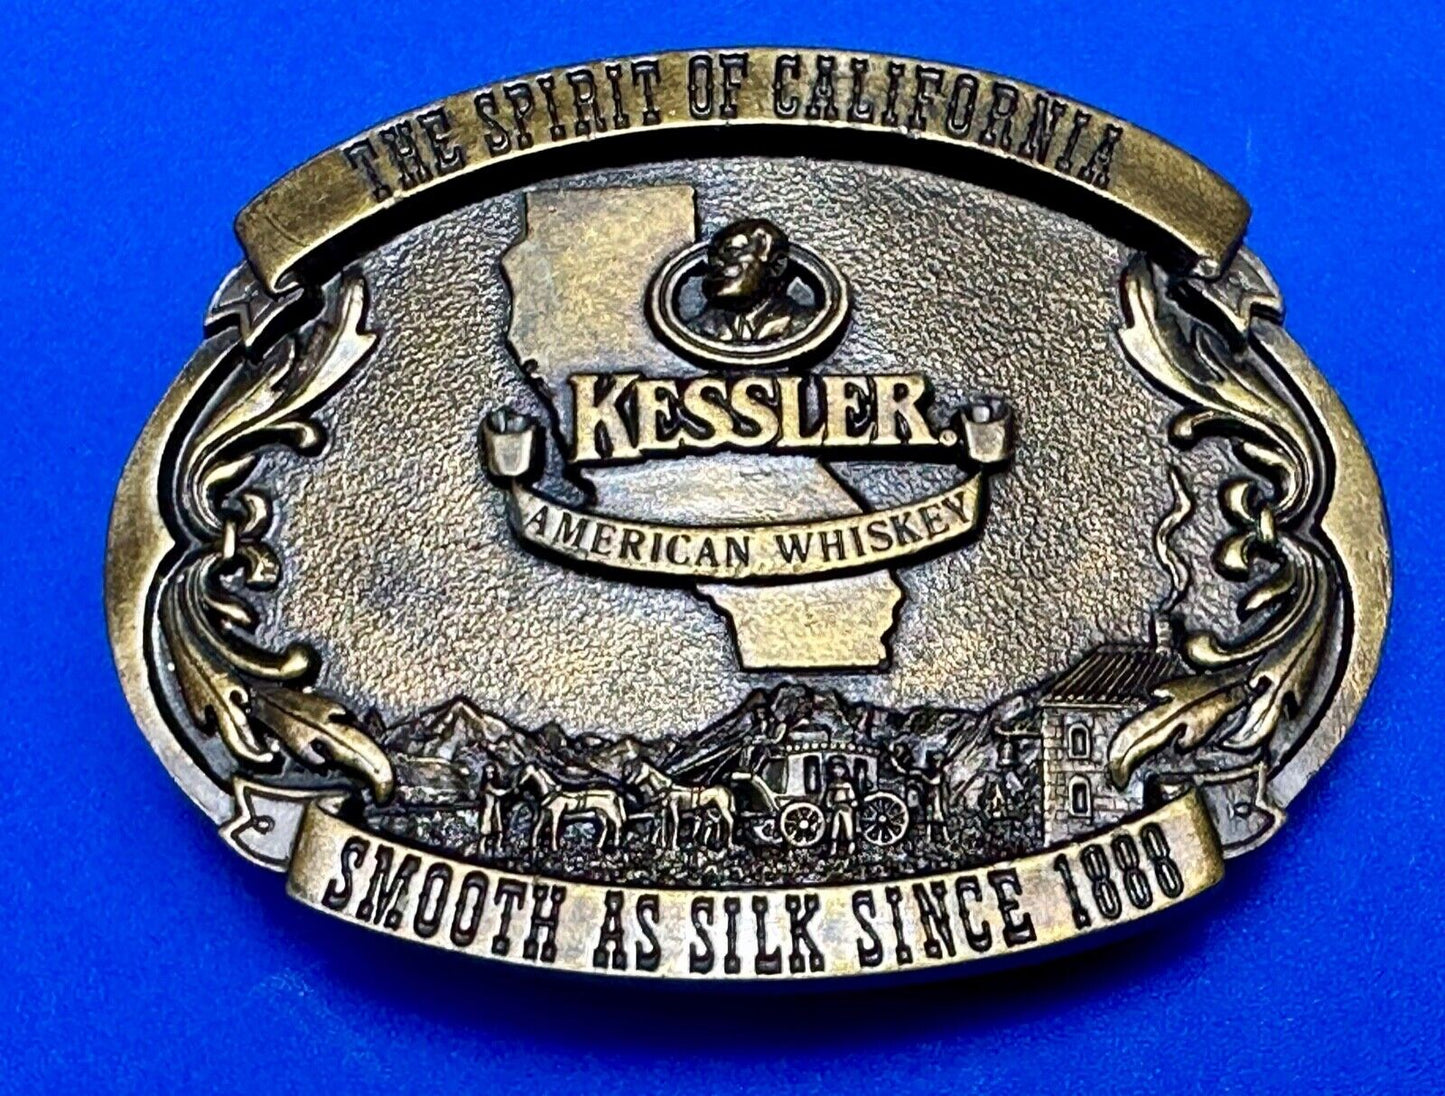 THE SPIRIT OF CALIFORNIA
KESSLER.
AMERICAN WHISKEY
SMOOTH AS SILK SINCE 1888